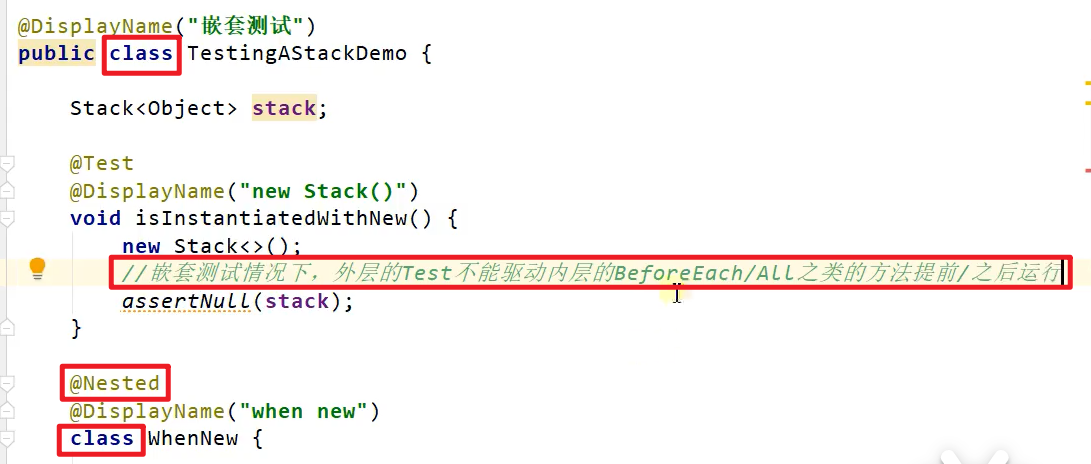 @DisplayName("嵌套测试")
public class TestingAStackDemo {
Stack<Object> stack;
@Test
@DisplayName("new Stack()")
void isInstantiatedWithNew() {
new Stack<>();
//嵌套测试情况下，外层的Test不能驱动内层的BeforeEach/All之类的方法提前/之后运行
assertNull(stack);
}
@Nested
@DisplayName("when new")
class WhenNew {